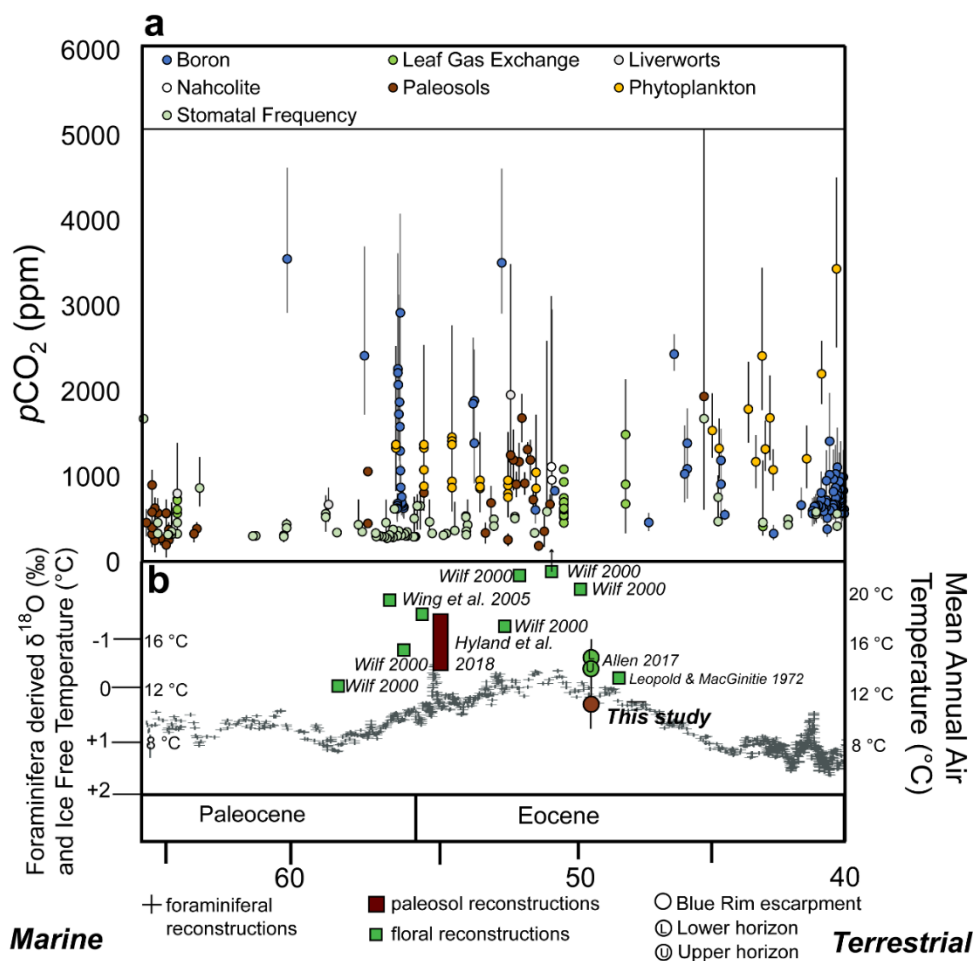 a
6000
Boron
Leaf Gas Exchange
Liverworts
Nahcolite
Paleosols
Phytoplankton
Stomatal Frequency
5000
4000
3000
2000
1000
0
pCO2 (ppm)
b
Wilf 2000
Wilf 2000
Wilf 2000
20 °C
Wing et al. 2005
-1
16 °C
Wilf 2000
Hyland et al. 2018
16 °C
Wilf 2000
Allen 2017
Leopold & MacGinitie 1972
0
12 °C
Wilf 2000
12 °C
This study
+1
8 °C
8 °C
+2
Foraminifera derived δ18O (‰)
and Ice Free Temperature (°C)
Mean Annual Air
Temperature (°C)
Paleocene
Eocene
60
50
40
foraminiferal
reconstructions
paleosol reconstructions
floral reconstructions
Blue Rim escarpment
L Lower horizon
U Upper horizon
Marine
Terrestrial